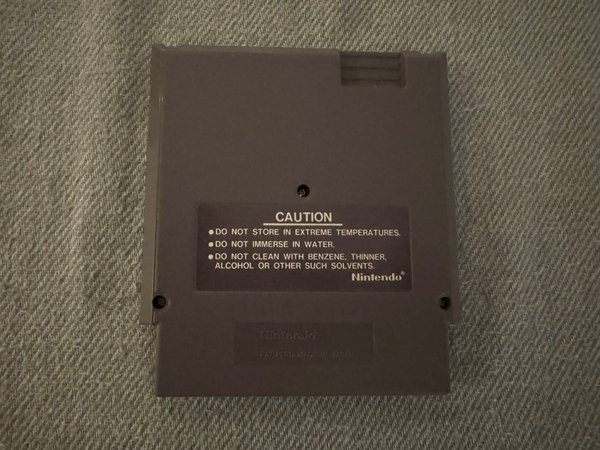 CAUTION
• DO NOT STORE IN EXTREME TEMPERATURES.
• DO NOT IMMERSE IN WATER.
• DO NOT CLEAN WITH BENZENE, THINNER,
ALCOHOL OR OTHER SUCH SOLVENTS.
Nintendo®
Nintendo